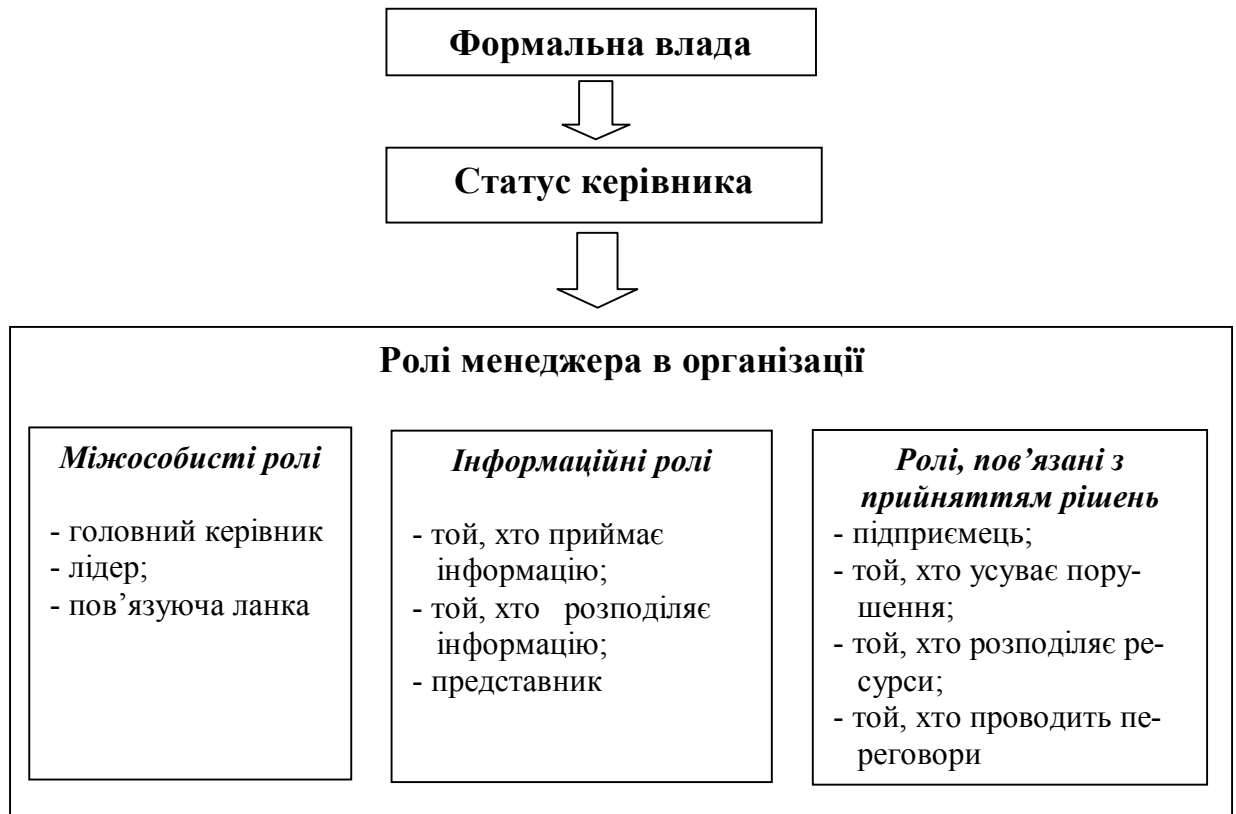 Формальна влада
Статус керівника
Ролі менеджера в організації
Міжособисті ролі
- головний керівник
- лідер;
- пов’язуюча ланка
Інформаційні ролі
- той, хто приймає
інформацію;
- той, хто розподіляє
інформацію;
- представник
Ролі, пов’язані з
прийняттям рішень
- підприємець;
- той, хто усуває пору-
шення;
- той, хто розподіляє ре-
сурси;
- той, хто проводить пе-
реговори